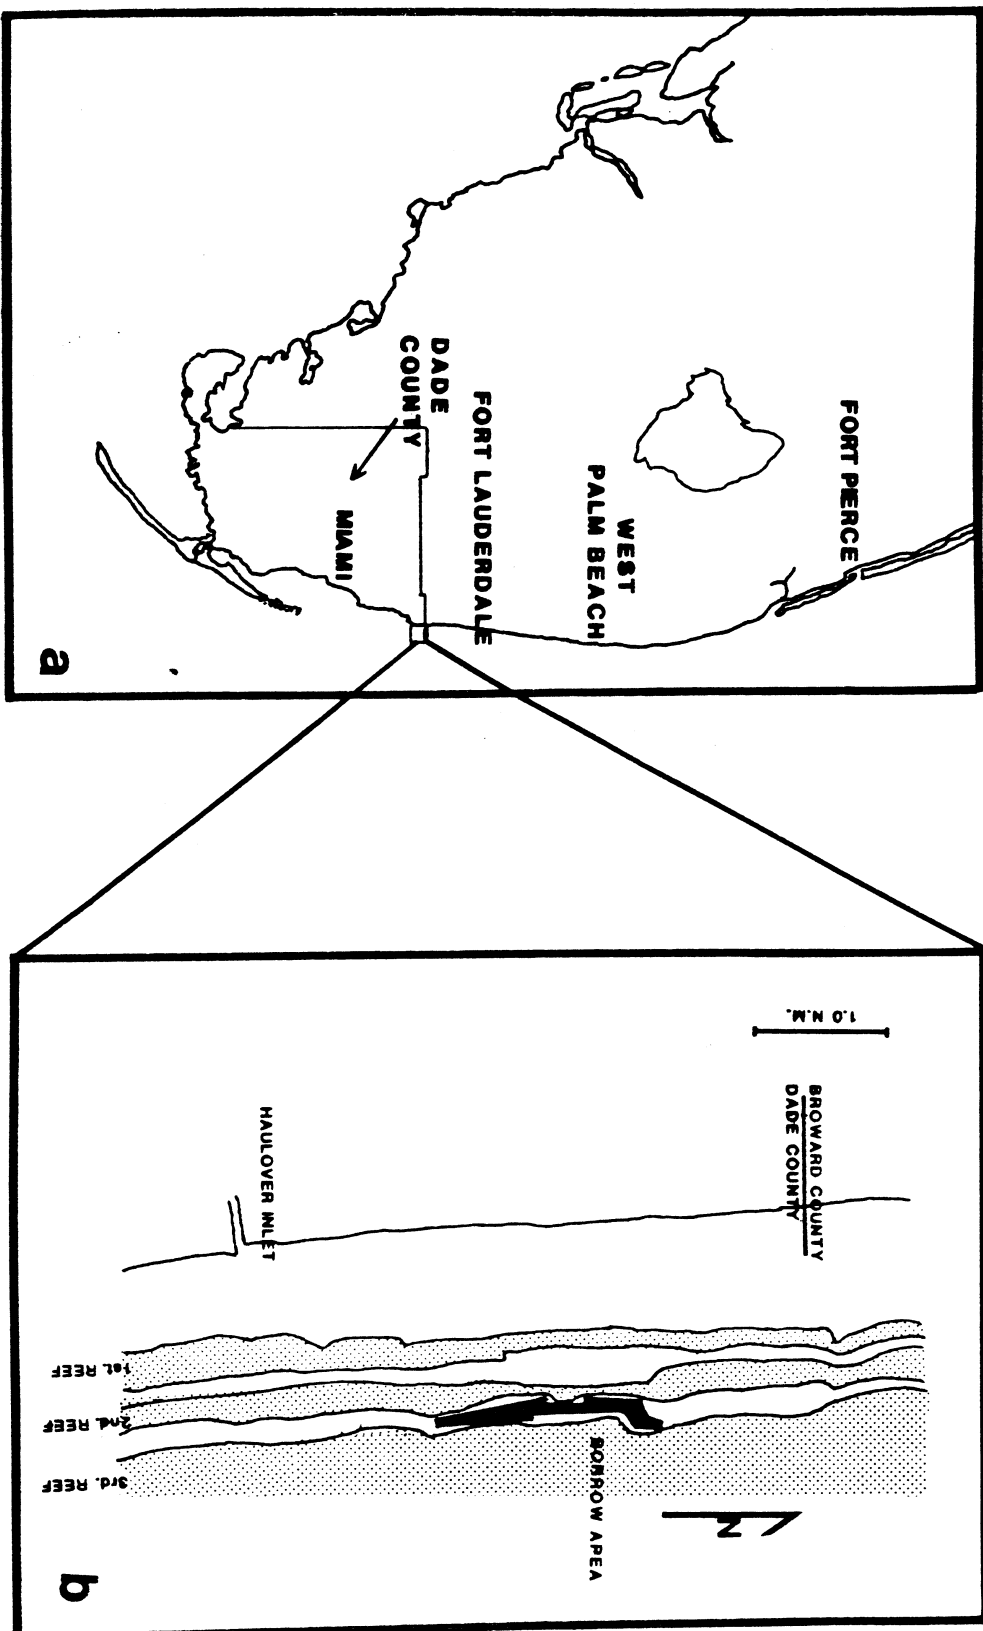 FORT PIERCE
WEST
PALM BEACH
FORT LAUDERDALE
DADE
COUNTY
MIAMI
a
1.0 N.M.
BROWARD COUNTY
DADE COUNTY
HAULOVER INLET
1st. REEF
2nd. REEF
3rd. REEF
BORROW AREA
N
b